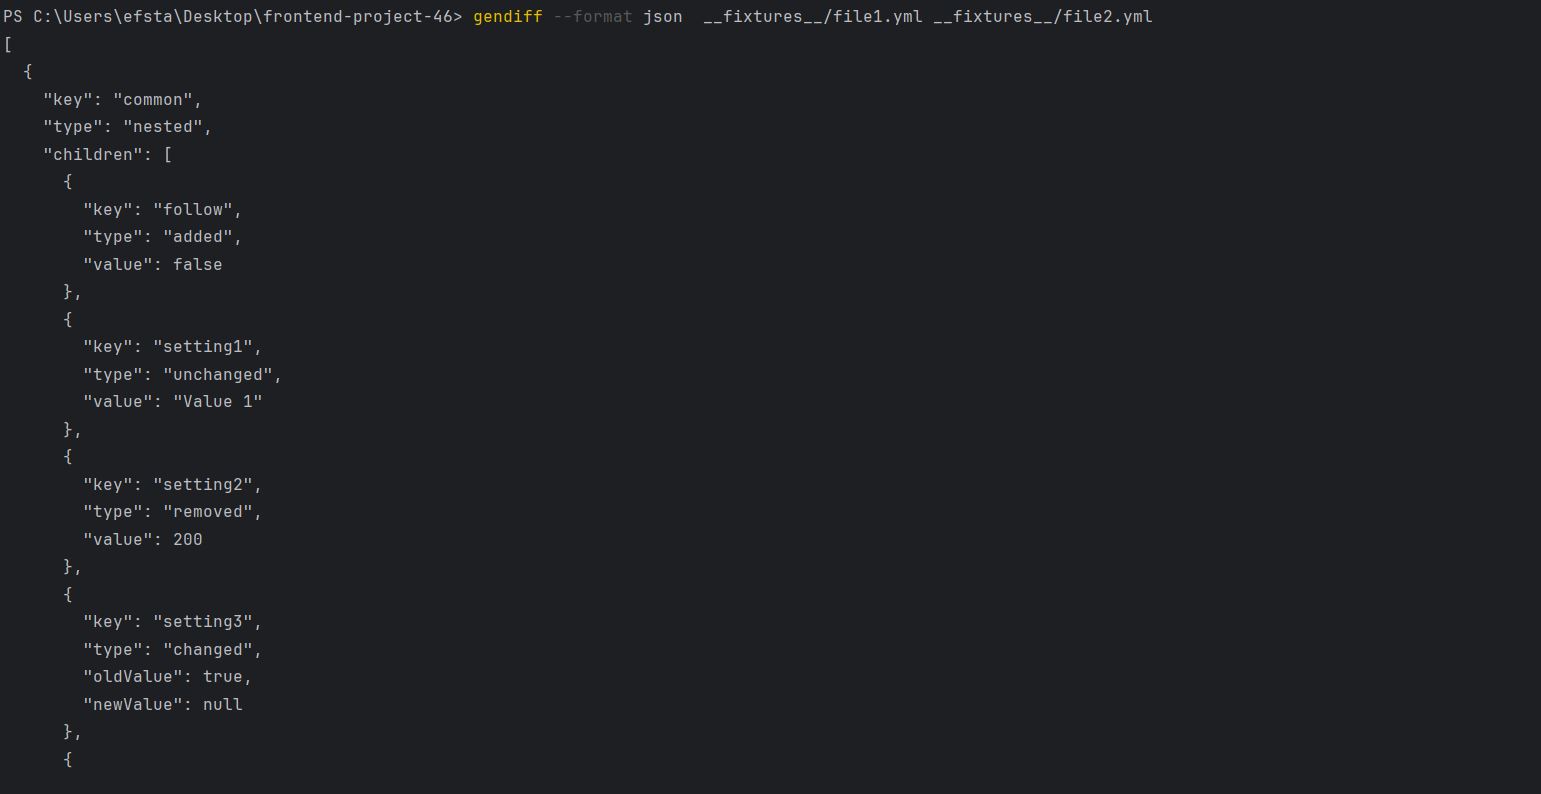 PS C:\Users\efsta\Desktop\frontend-project-46> gendiff --format json  __fixtures__/file1.yml __fixtures__/file2.yml
[
  {
    "key": "common",
    "type": "nested",
    "children": [
      {
        "key": "follow",
        "type": "added",
        "value": false
      },
      {
        "key": "setting1",
        "type": "unchanged",
        "value": "Value 1"
      },
      {
        "key": "setting2",
        "type": "removed",
        "value": 200
      },
      {
        "key": "setting3",
        "type": "changed",
        "oldValue": true,
        "newValue": null
      },
      {